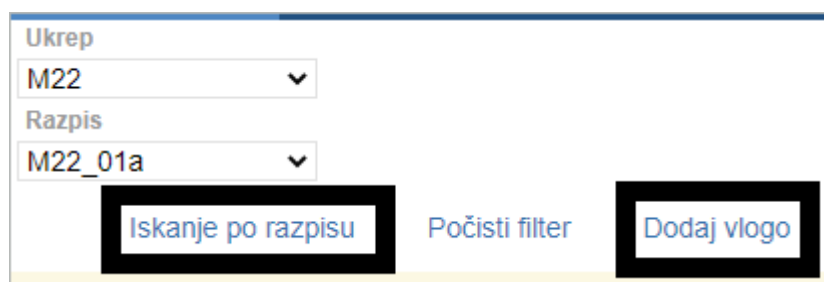 Ukrep
M22
Razpis
M22_01a
Iskanje po razpisu Počisti filter Dodaj vlogo